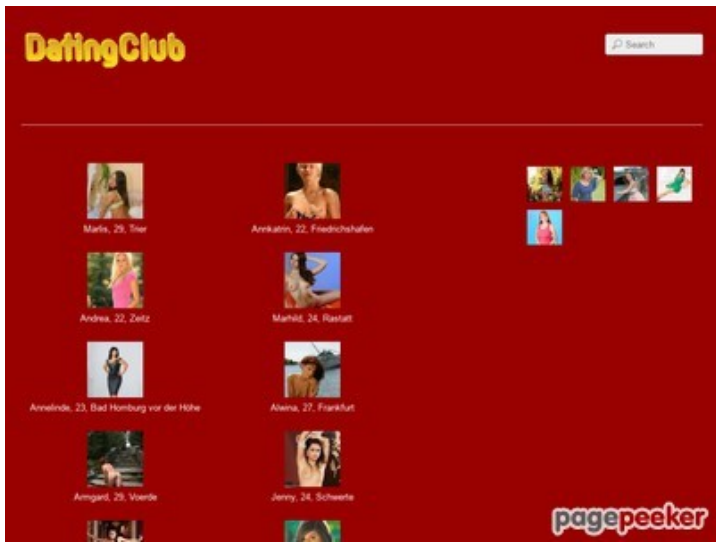 DatingClub
Search
Marlis, 29, Trier
Annkatrin, 22, Friedrichshafen
Andrea, 22, Zeitz
Marhild, 24, Rastatt
Annelinde, 23, Bad Homburg vor der Höhe
Alwina, 27, Frankfurt
Armgard, 29, Voerde
Jenny, 24, Schwerte
pagepeeker